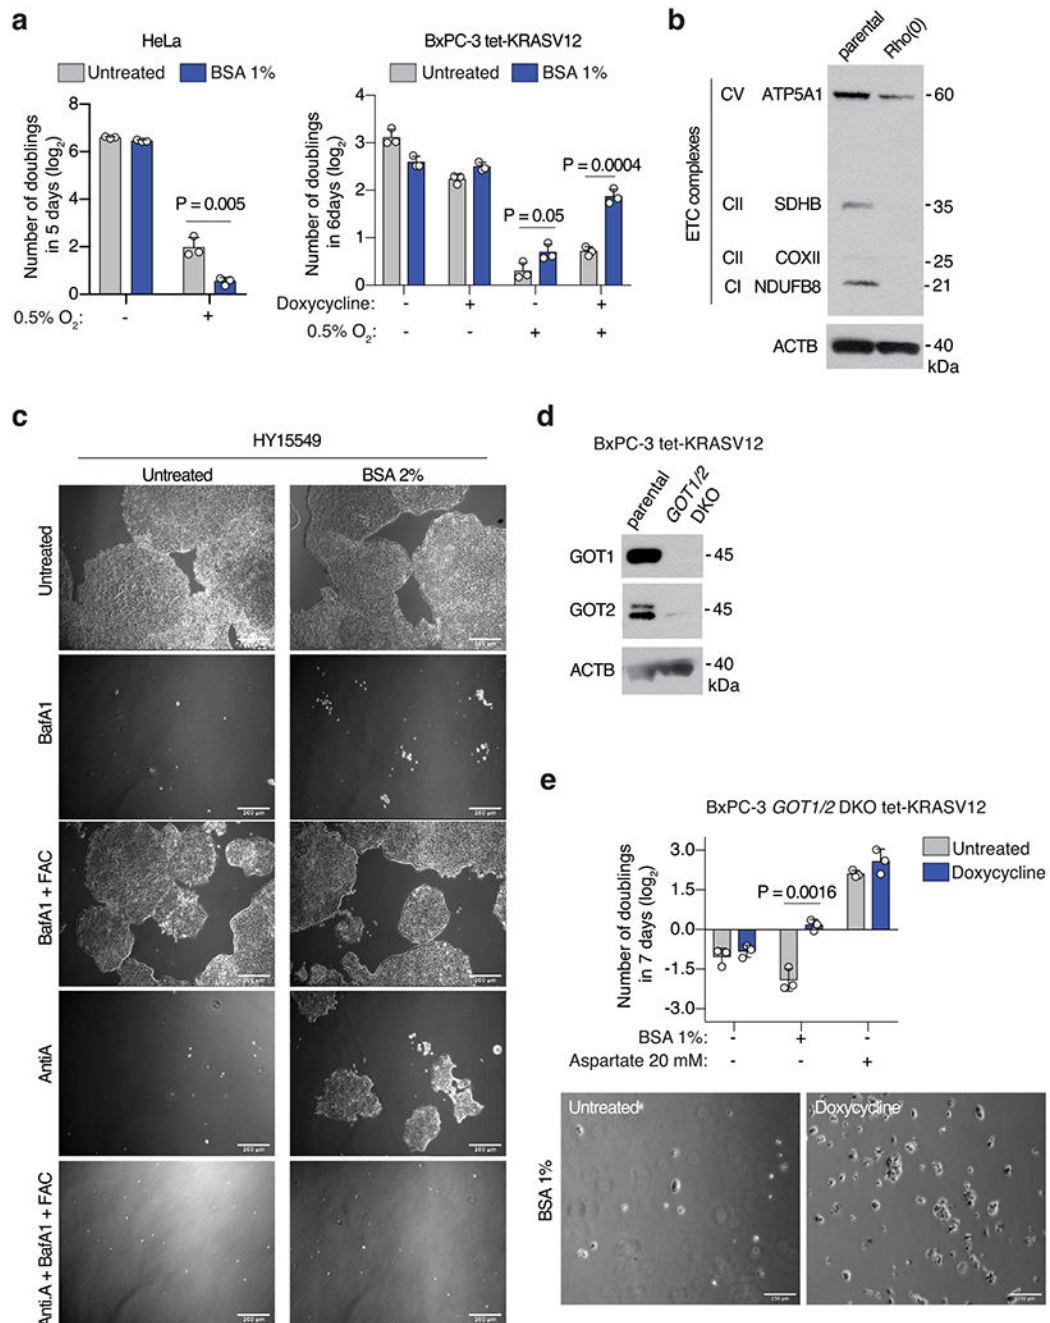 a
HeLa
Untreated BSA 1%
Number of doublings
in 5 days (log2)
8
6
4
2
0
P = 0.005
0.5% O2: - +
BxPC-3 tet-KRASV12
Untreated BSA 1%
Number of doublings
in 6days (log2)
4
3
2
1
0
P = 0.05
P = 0.0004
Doxycycline: - + - +
0.5% O2: - - + +
b
parental Rho(0)
ETC complexes
CV ATP5A1 -60
CII SDHB -35
CII COXII -25
CI NDUFB8 -21
ACTB -40
kDa
c
HY15549
Untreated BSA 2%
Untreated
BafA1
BafA1 + FAC
AntiA
Anti.A + BafA1 + FAC
d
BxPC-3 tet-KRASV12
parental GOT1/2
DKO
GOT1 -45
GOT2 -45
ACTB -40
kDa
e
BxPC-3 GOT1/2 DKO tet-KRASV12
Untreated
Doxycycline
Number of doublings
in 7 days (log2)
3.0
1.5
0.0
-1.5
-3.0
P = 0.0016
BSA 1%: - + -
Aspartate 20 mM: - - +
BSA 1%
Untreated
Doxycycline